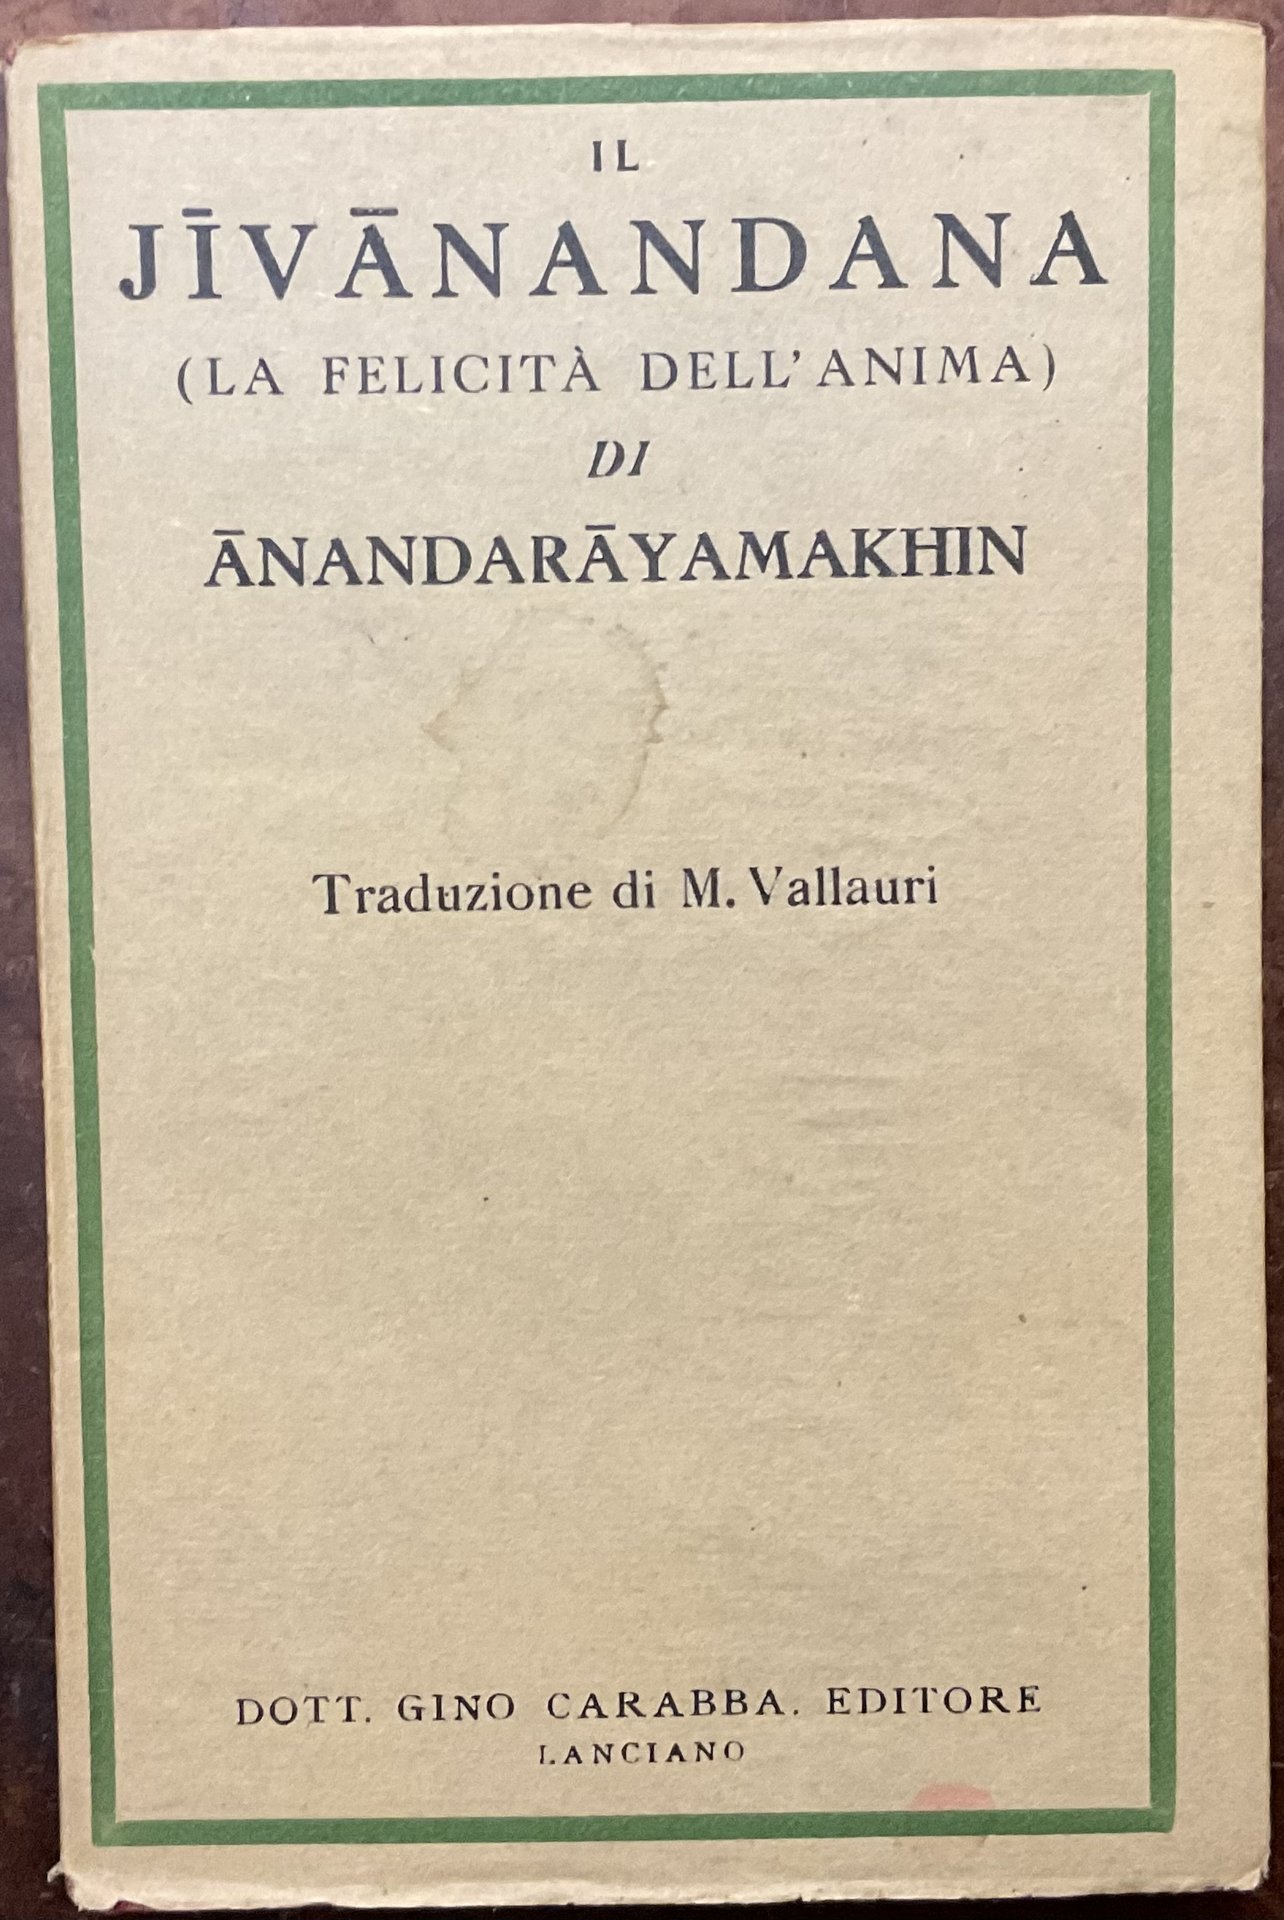 IL
JĪVĀNANDANA
(LA FELICITÀ DELL'ANIMA)
DI
ĀNANDARĀYAMAKHIN
Traduzione di M. Vallauri
DOTT. GINO CARABBA. EDITORE
LANCIANO